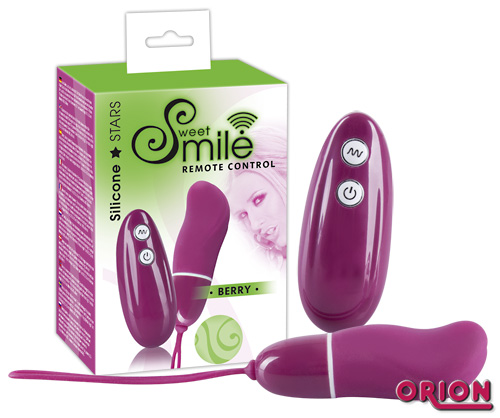 Silicone ★ STARS
Sweet
Smile
REMOTE CONTROL
• BERRY •
ORION